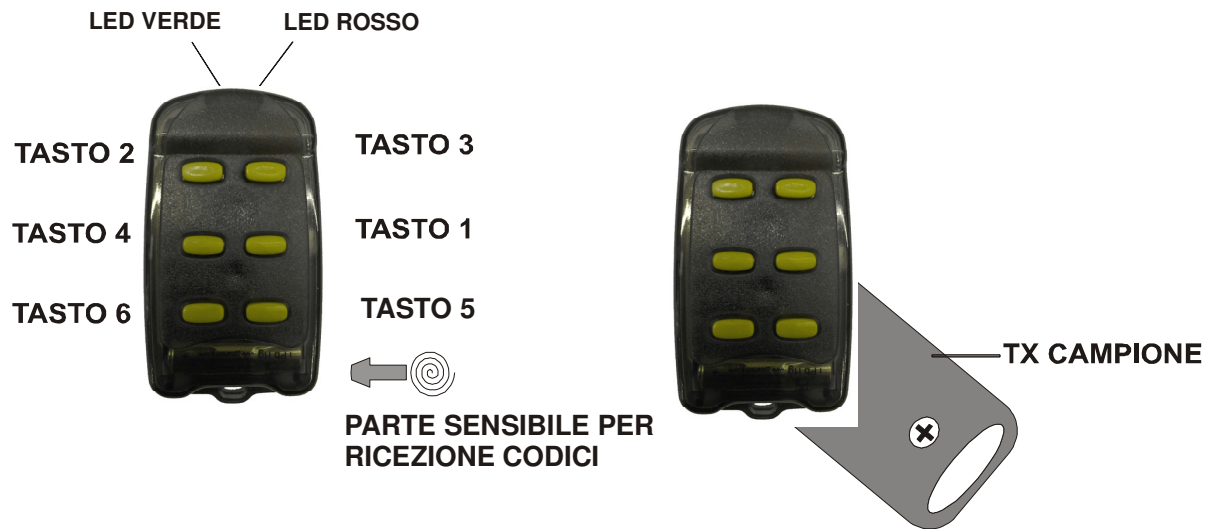 LED VERDE
LED ROSSO
TASTO 2
TASTO 3
TASTO 4
TASTO 1
TASTO 6
TASTO 5
PARTE SENSIBILE PER
RICEZIONE CODICI
TX CAMPIONE